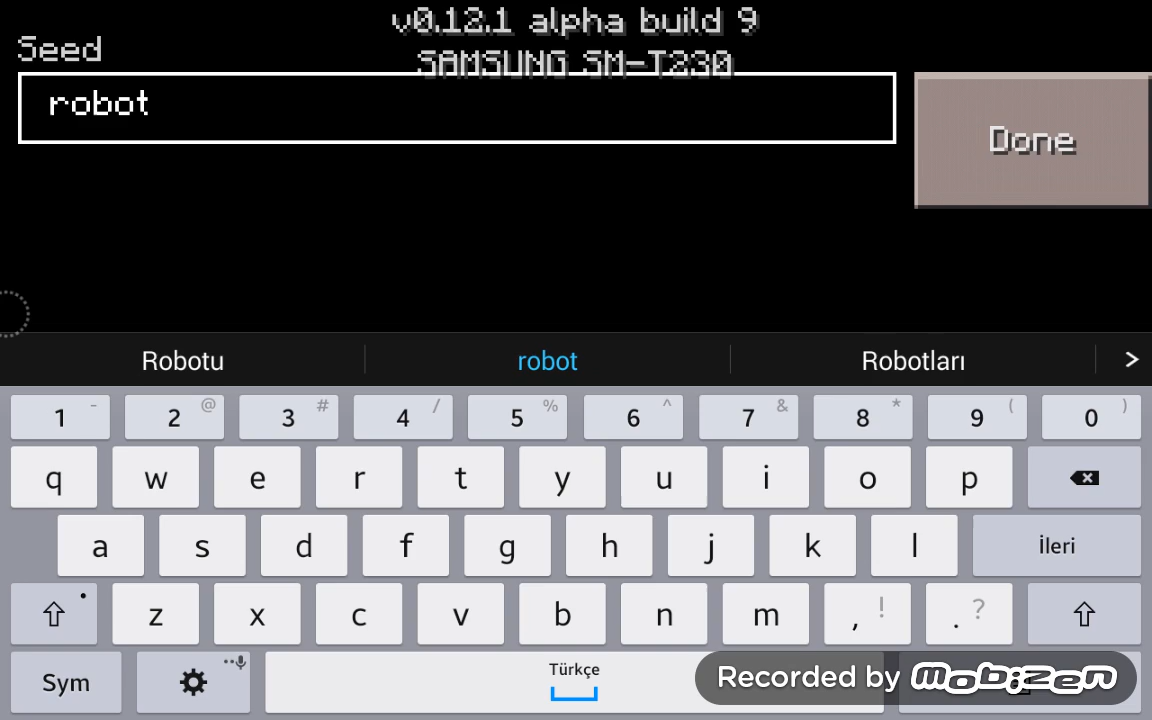 v0.12.1 alpha build 9
SAMSUNG SM-T230
Seed
robot
Done
Robotu robot Robotları >
1 - 2 @ 3 # 4 / 5 % 6 ^ 7 & 8 * 9 ( 0 )
q w e r t y u i o p
a s d f g h j k l İleri
z x c v b n m , ! . ?
Sym Türkçe
Recorded by mobizen